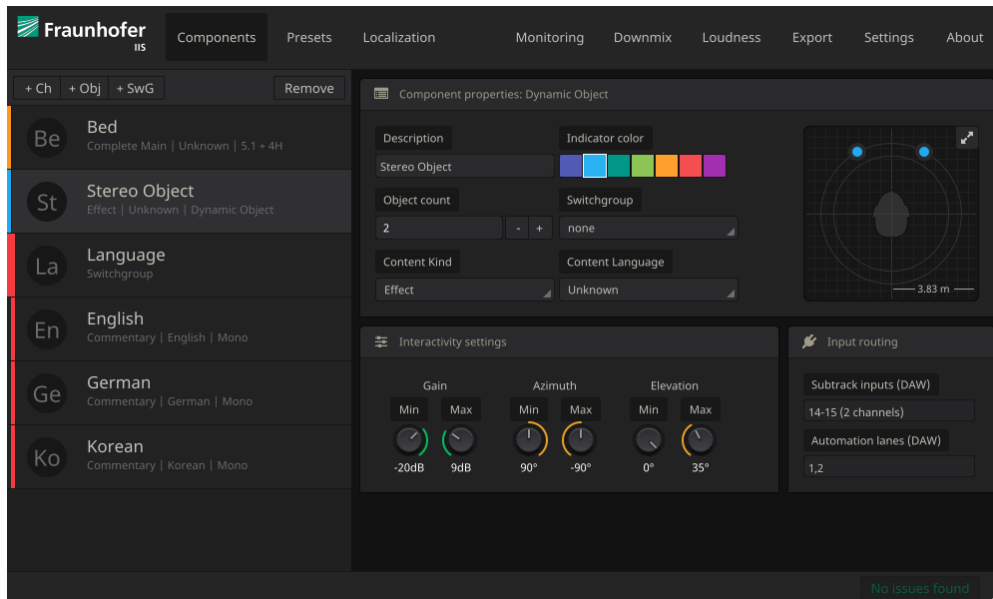 Fraunhofer
IIS
Components Presets Localization Monitoring Downmix Loudness Export Settings About
+ Ch + Obj + SwG Remove
Be
Bed
Complete Main | Unknown | 5.1 + 4H
St
Stereo Object
Effect | Unknown | Dynamic Object
La
Language
Switchgroup
En
English
Commentary | English | Mono
Ge
German
Commentary | German | Mono
Ko
Korean
Commentary | Korean | Mono
Component properties: Dynamic Object
Description Indicator color
Stereo Object
Object count Switchgroup
2 - + none
Content Kind Content Language
Effect Unknown
3.83 m
Interactivity settings
Gain Azimuth Elevation
Min Max Min Max Min Max
-20dB 9dB 90° -90° 0° 35°
Input routing
Subtrack inputs (DAW)
14-15 (2 channels)
Automation lanes (DAW)
1,2
No issues found